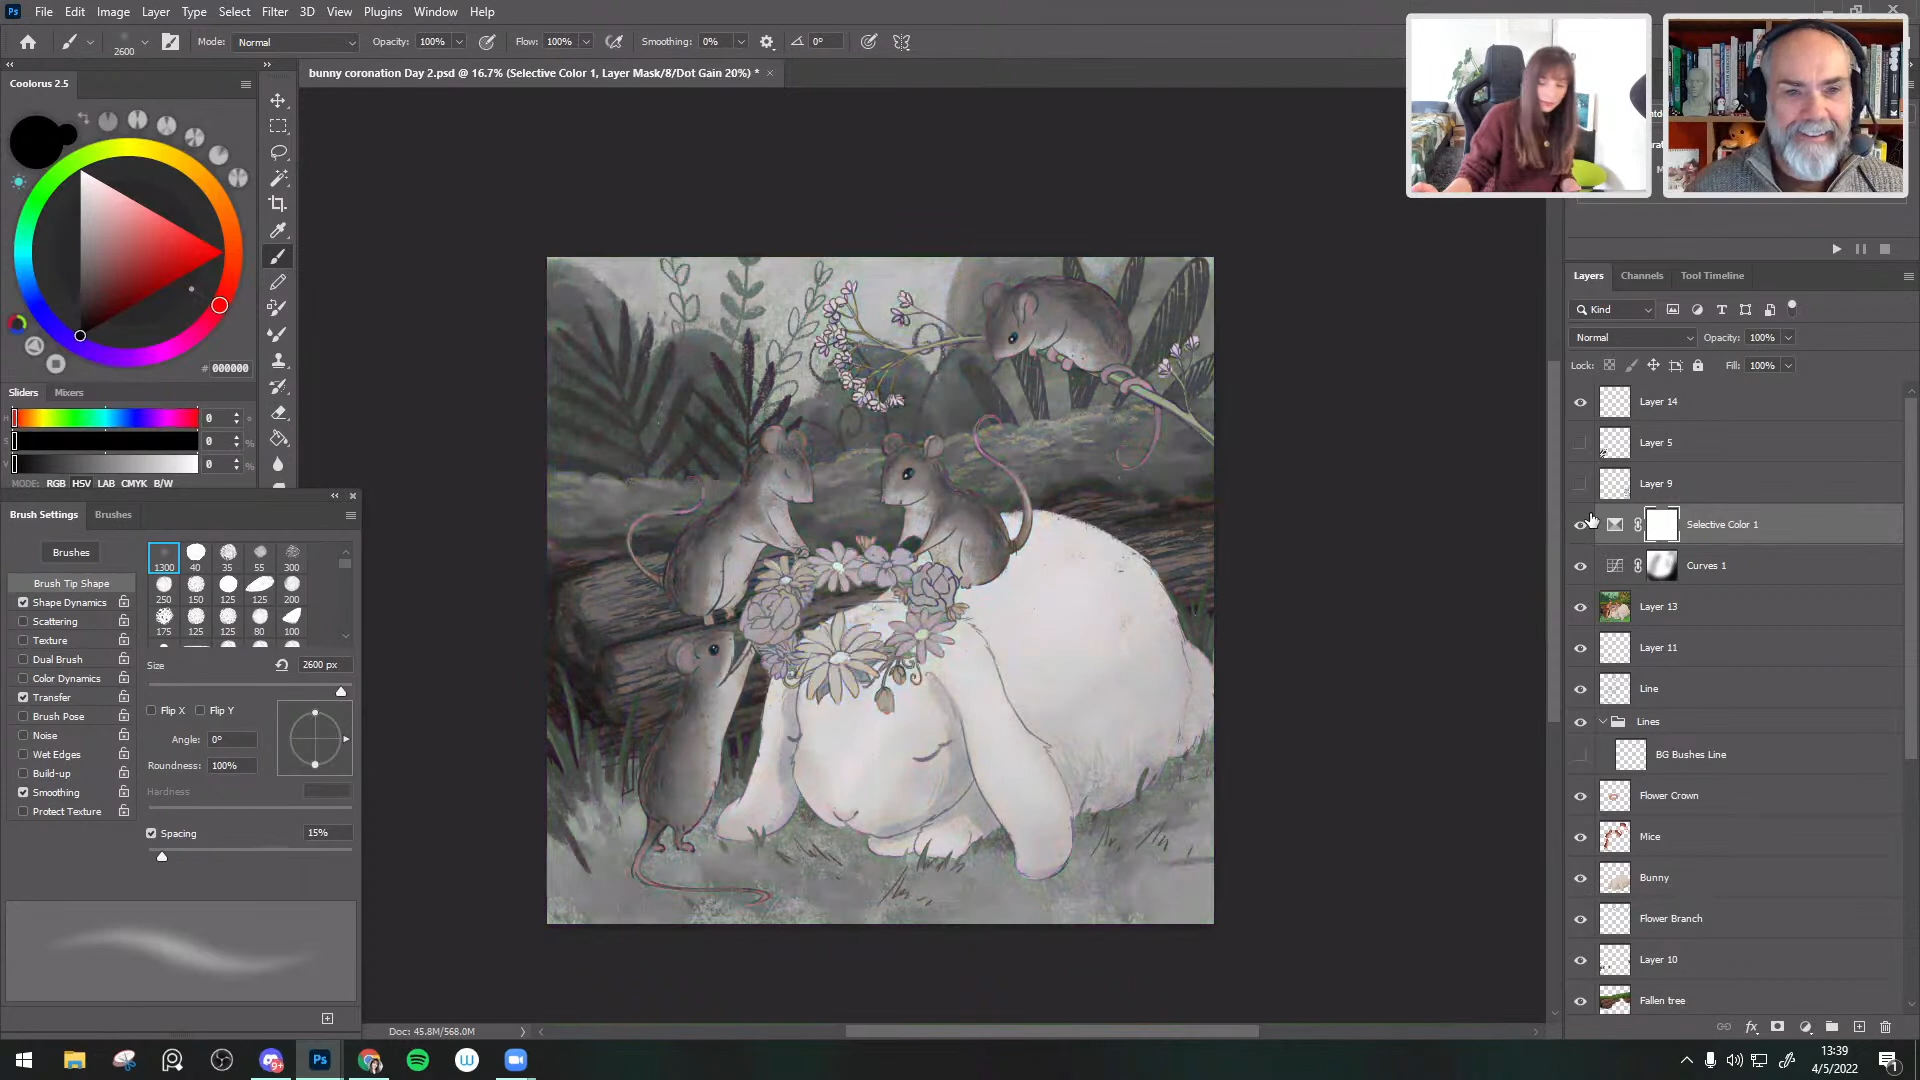 Ps File Edit Image Layer Type Select Filter 3D View Plugins Window Help
2600 Mode: Normal Opacity: 100% Flow: 100% Smoothing: 0% 0°
Coolorus 2.5
bunny coronation Day 2.psd @ 16.7% (Selective Color 1, Layer Mask/8/Dot Gain 20%) * ×
# 000000
Sliders Mixers
H 0 °
S 0 %
V 0 %
MODE: RGB HSV LAB CMYK B/W
Brush Settings Brushes
Brushes
1300 40 35 55 300
Brush Tip Shape
250 150 125 125 200
Shape Dynamics
Scattering
175 125 125 80 100
Texture
Dual Brush
Size 2600 px
Color Dynamics
Transfer
Flip X Flip Y
Brush Pose
Noise
Angle: 0°
Wet Edges
Roundness: 100%
Build-up
Smoothing
Hardness
Protect Texture
Spacing 15%
Layers Channels Tool Timeline
Kind
Normal Opacity: 100%
Lock: Fill: 100%
Layer 14
Layer 5
Layer 9
Selective Color 1
Curves 1
Layer 13
Layer 11
Line
Lines
BG Bushes Line
Flower Crown
Mice
Bunny
Flower Branch
Layer 10
Fallen tree
Doc: 45.8M/568.0M
fx
9+
Ps
W
13:39
4/5/2022
1